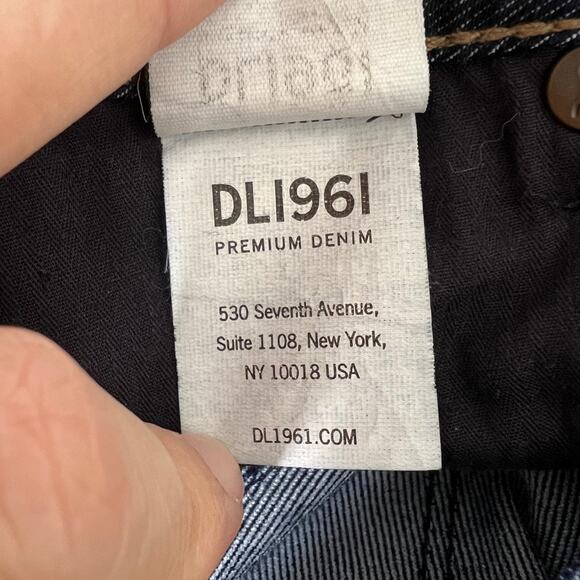 DL1961
PREMIUM DENIM
530 Seventh Avenue,
Suite 1108, New York,
NY 10018 USA
DL1961.COM